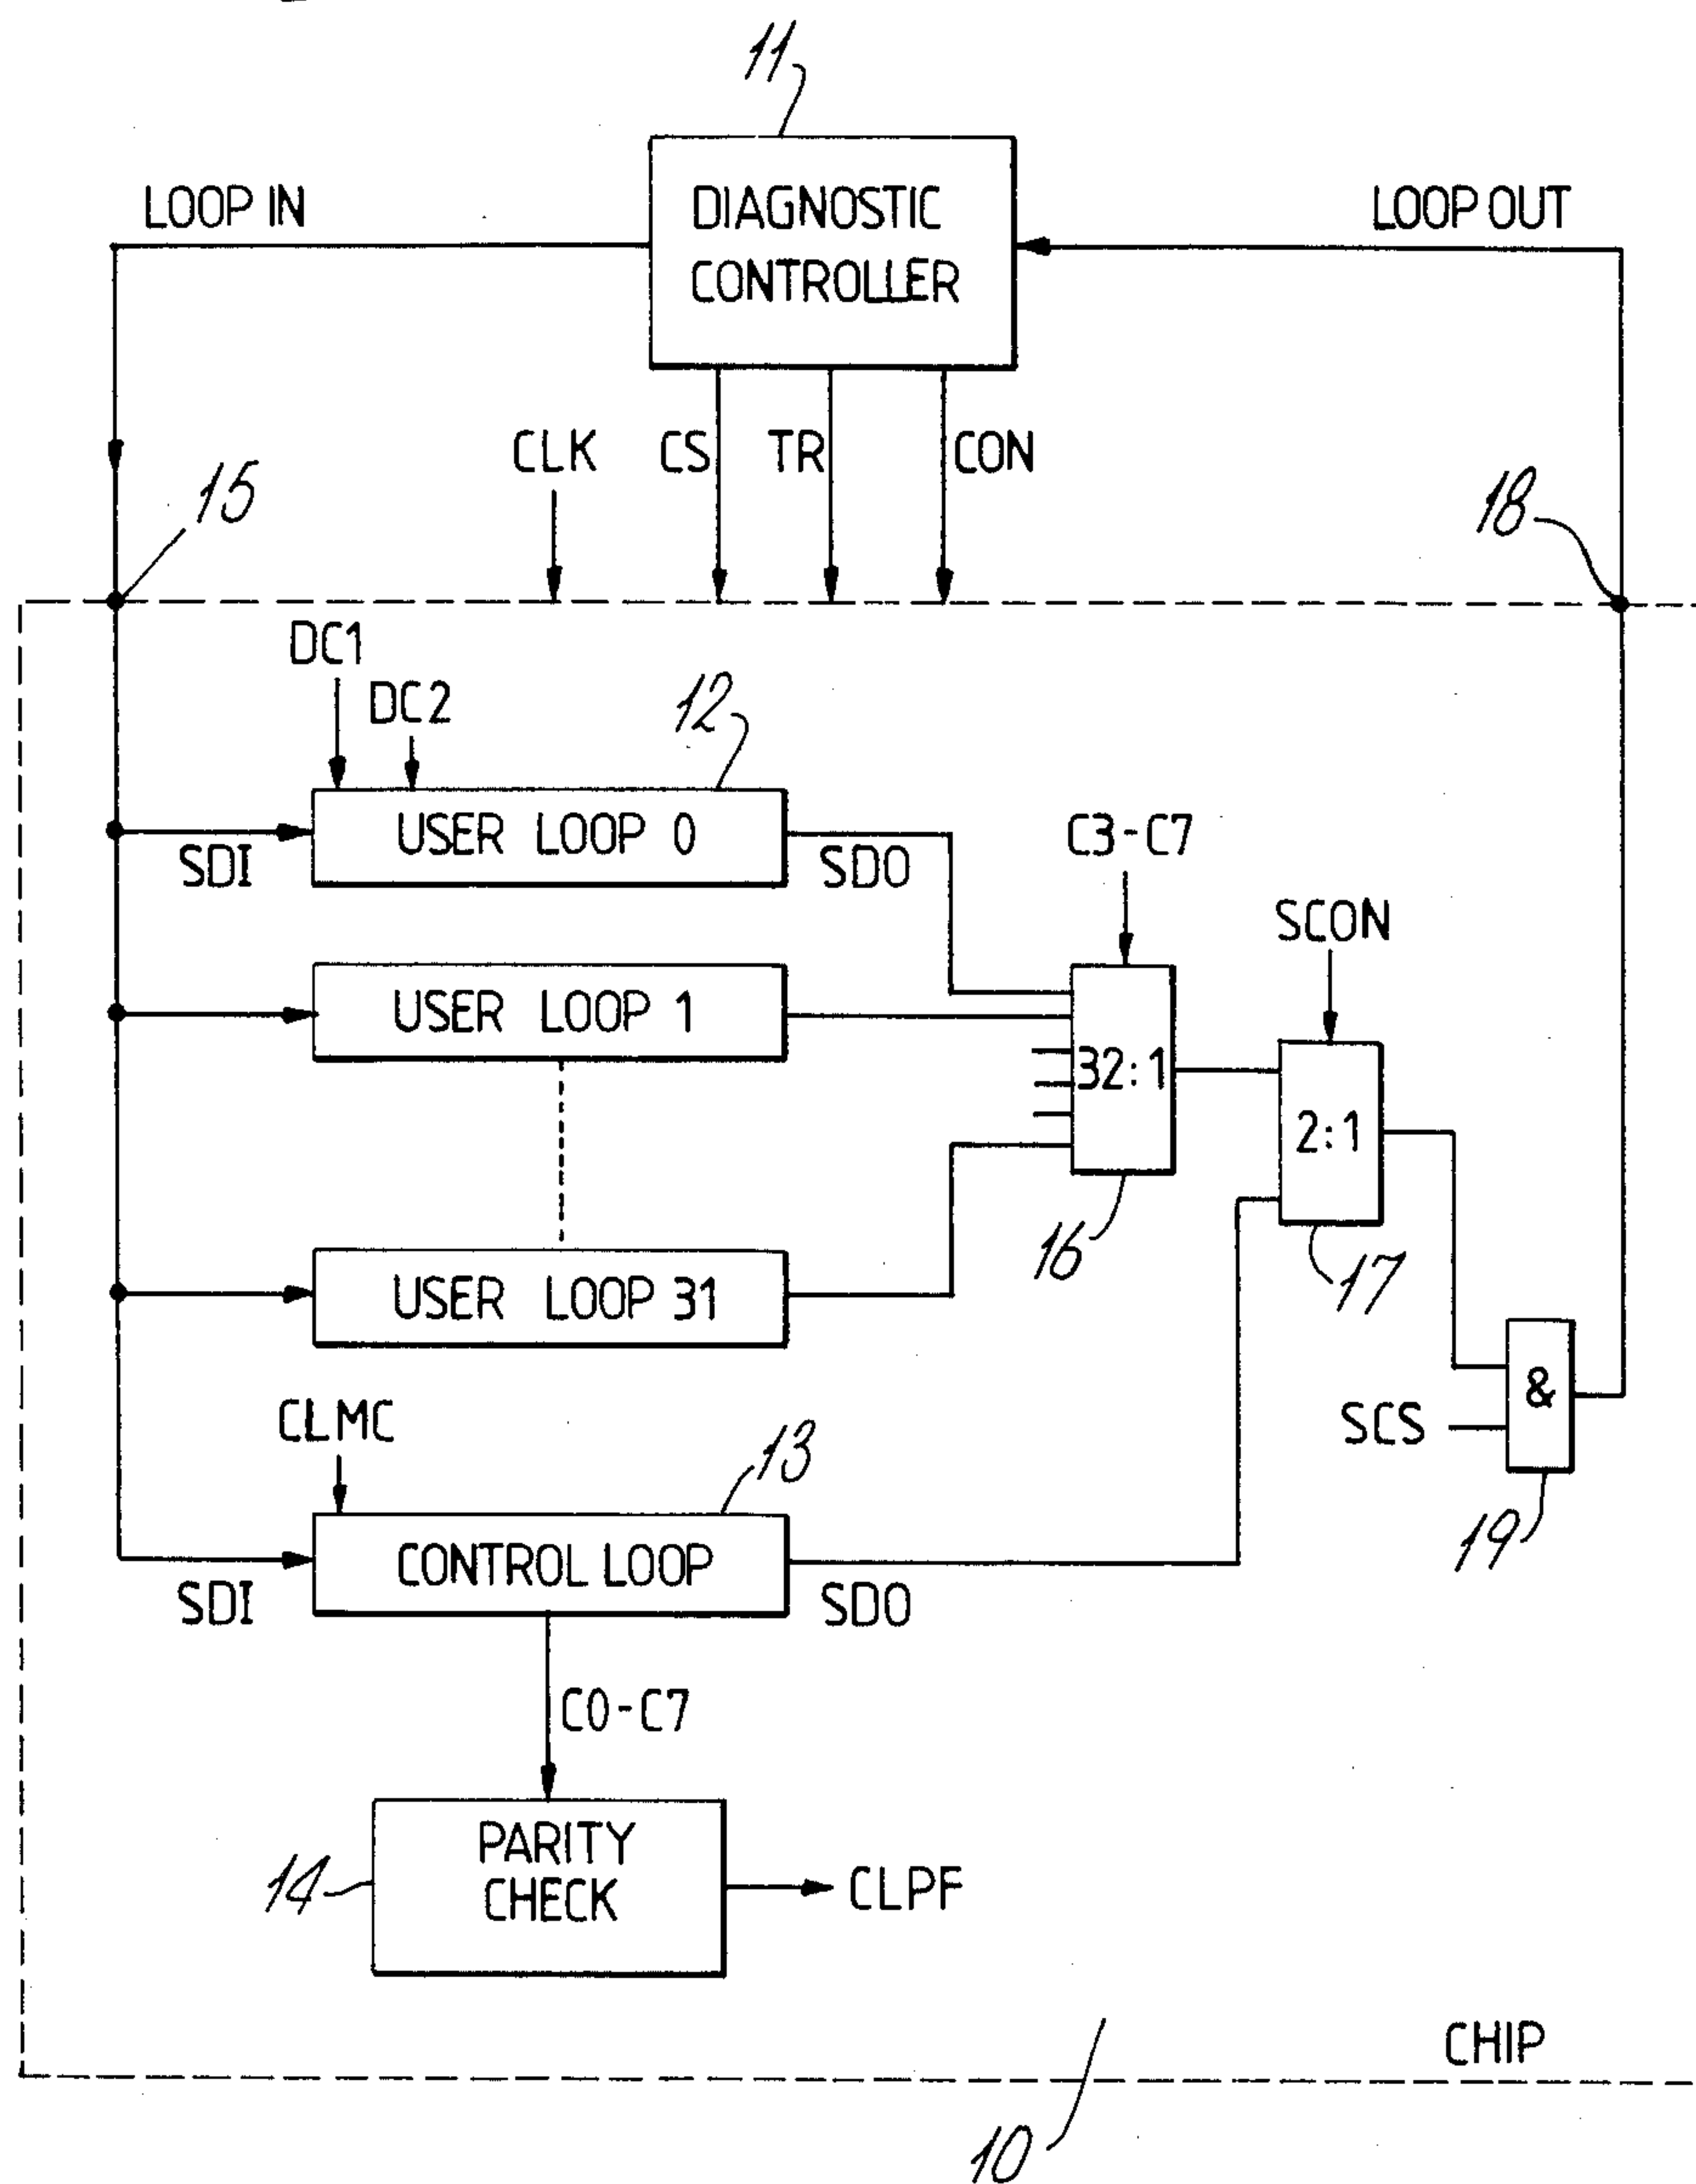 11
LOOP IN
DIAGNOSTIC
CONTROLLER
LOOP OUT
CLK
CS
TR
CON
15
18
DC1
DC2
12
USER LOOP 0
SDI
SDO
C3-C7
SCON
USER LOOP 1
32:1
2:1
16
17
USER LOOP 31
&
SCS
CLMC
13
19
CONTROL LOOP
SDI
SDO
C0-C7
PARITY
CHECK
14
CLPF
CHIP
10